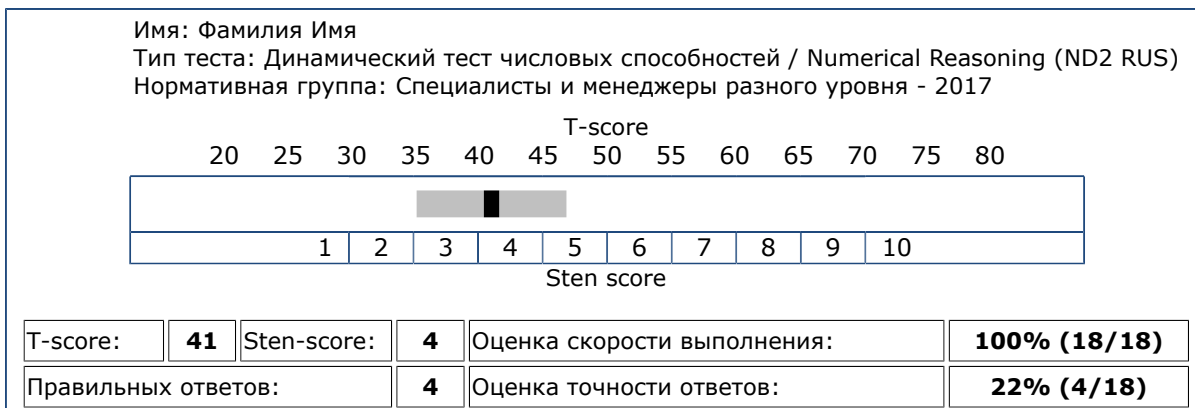 Имя: Фамилия Имя
Тип теста: Динамический тест числовых способностей / Numerical Reasoning (ND2 RUS)
Нормативная группа: Специалисты и менеджеры разного уровня - 2017
T-score
20 25 30 35 40 45 50 55 60 65 70 75 80
1 2 3 4 5 6 7 8 9 10
Sten score
T-score: 41 Sten-score: 4 Оценка скорости выполнения: 100% (18/18)
Правильных ответов: 4 Оценка точности ответов: 22% (4/18)